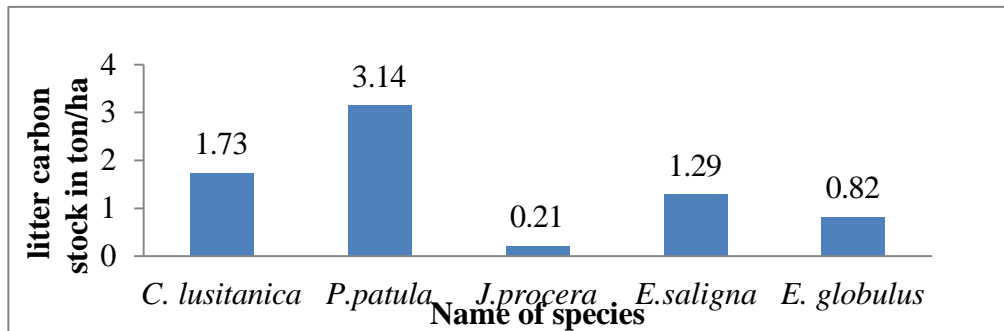 litter carbon
stock in ton/ha
4
3
2
1
0
1.73
3.14
0.21
1.29
0.82
C. lusitanica
P.patula
J.procera
E.saligna
E. globulus
Name of species